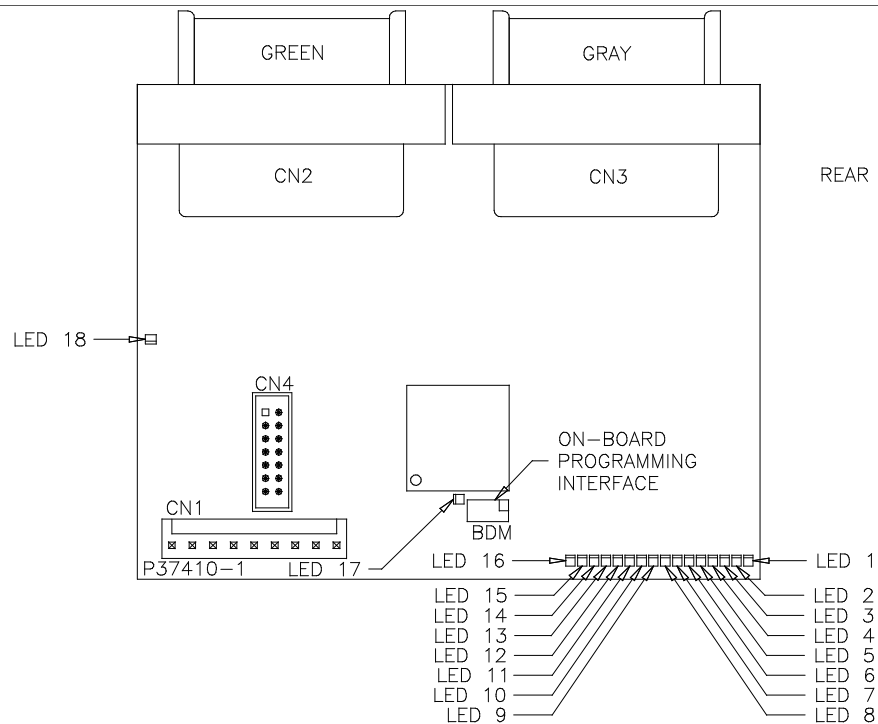 GREEN
GRAY
CN2
CN3
REAR
LED 18
CN4
ON-BOARD
PROGRAMMING
INTERFACE
CN1
BDM
P37410-1
LED 17
LED 16
LED 1
LED 15
LED 2
LED 14
LED 3
LED 13
LED 4
LED 12
LED 5
LED 11
LED 6
LED 10
LED 7
LED 9
LED 8